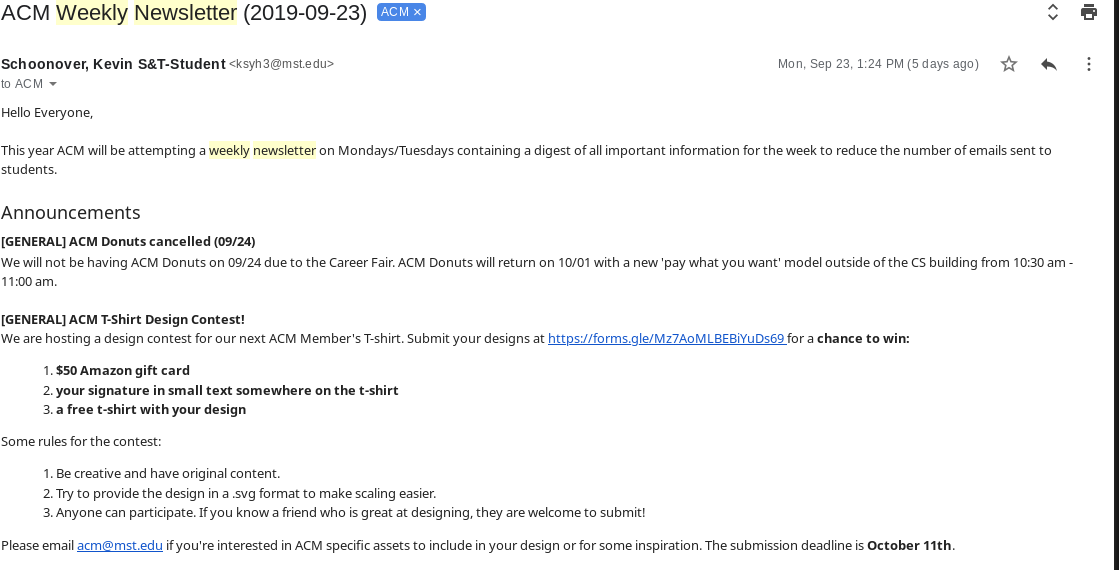 ACM Weekly Newsletter (2019-09-23) ACM ×
Schoonover, Kevin S&T-Student <ksyh3@mst.edu> Mon, Sep 23, 1:24 PM (5 days ago)
to ACM
Hello Everyone,
This year ACM will be attempting a weekly newsletter on Mondays/Tuesdays containing a digest of all important information for the week to reduce the number of emails sent to
students.
Announcements
[GENERAL] ACM Donuts cancelled (09/24)
We will not be having ACM Donuts on 09/24 due to the Career Fair. ACM Donuts will return on 10/01 with a new 'pay what you want' model outside of the CS building from 10:30 am -
11:00 am.
[GENERAL] ACM T-Shirt Design Contest!
We are hosting a design contest for our next ACM Member's T-shirt. Submit your designs at https://forms.gle/Mz7AoMLBEBiYuDs69 for a chance to win:
1. $50 Amazon gift card
2. your signature in small text somewhere on the t-shirt
3. a free t-shirt with your design
Some rules for the contest:
1. Be creative and have original content.
2. Try to provide the design in a .svg format to make scaling easier.
3. Anyone can participate. If you know a friend who is great at designing, they are welcome to submit!
Please email acm@mst.edu if you're interested in ACM specific assets to include in your design or for some inspiration. The submission deadline is October 11th.